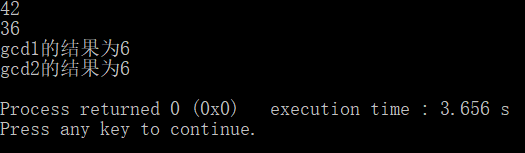 42
36
gcd1的结果为6
gcd2的结果为6
Process returned 0 (0x0)   execution time : 3.656 s
Press any key to continue.